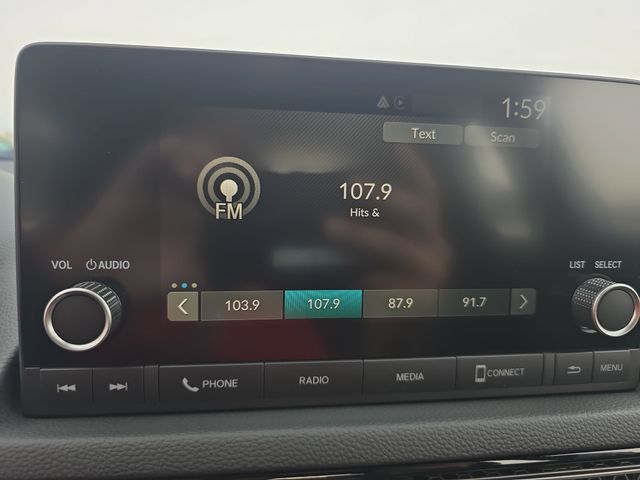 1:59
Text
Scan
FM
107.9
Hits &
VOL
AUDIO
LIST
SELECT
103.9
107.9
87.9
91.7
PHONE
RADIO
MEDIA
CONNECT
MENU